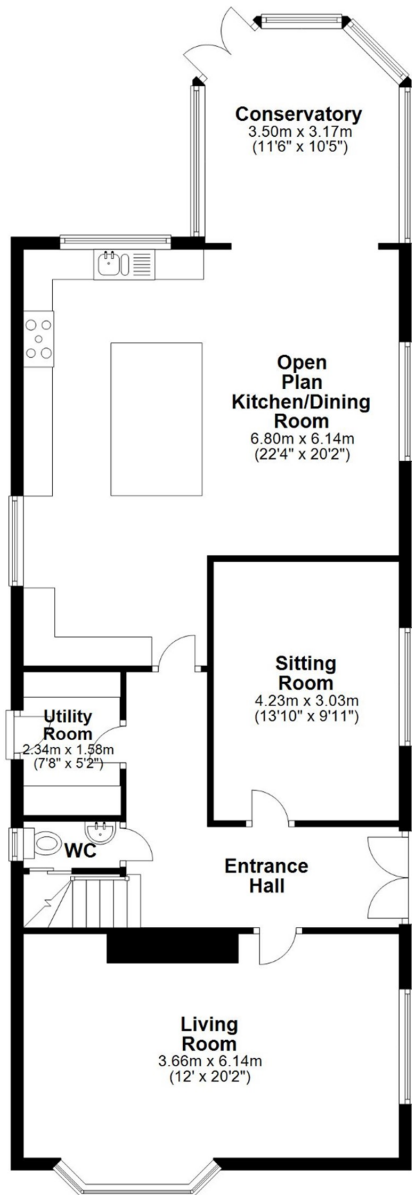 Conservatory
3.50m x 3.17m
(11'6" x 10'5")
Open
Plan
Kitchen/Dining
Room
6.80m x 6.14m
(22'4" x 20'2")
Sitting
Room
4.23m x 3.03m
(13'10" x 9'11")
Utility
Room
2.34m x 1.58m
(7'8" x 5'2")
WC
Entrance
Hall
Living
Room
3.66m x 6.14m
(12' x 20'2")